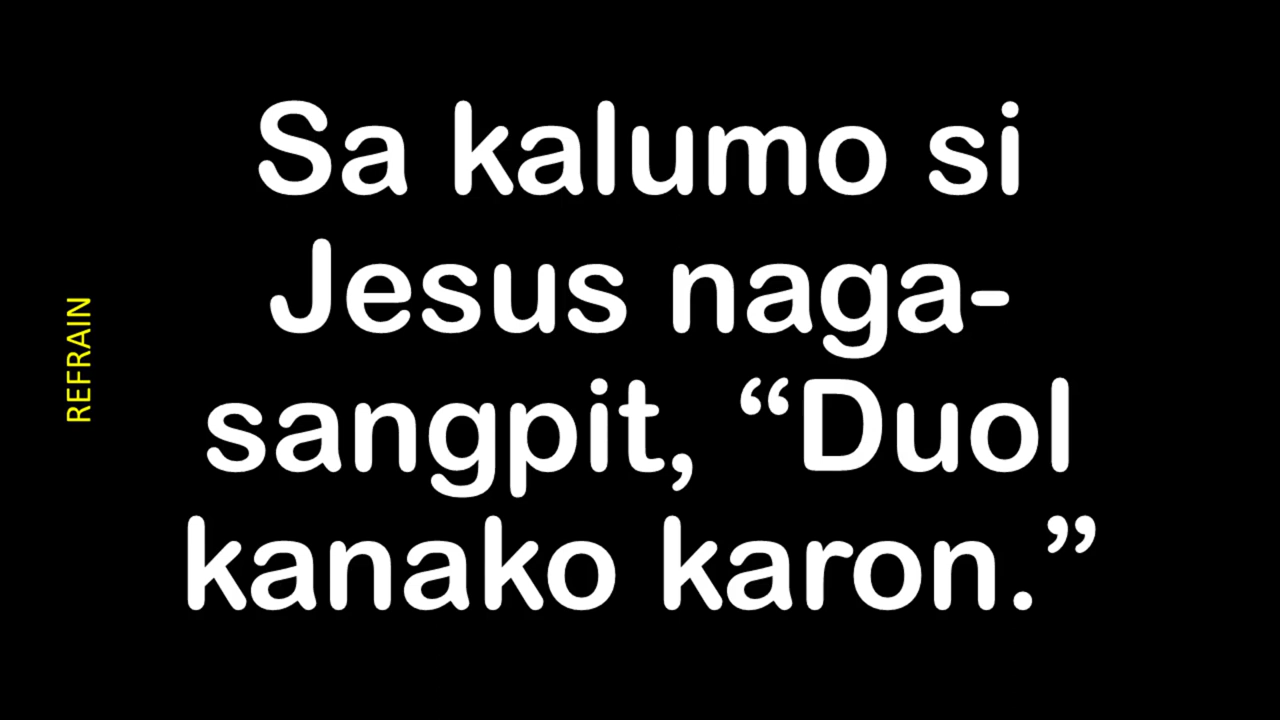 REFRAIN
Sa kalumo si
Jesus naga-
sangpit, “Duol
kanako karon.”